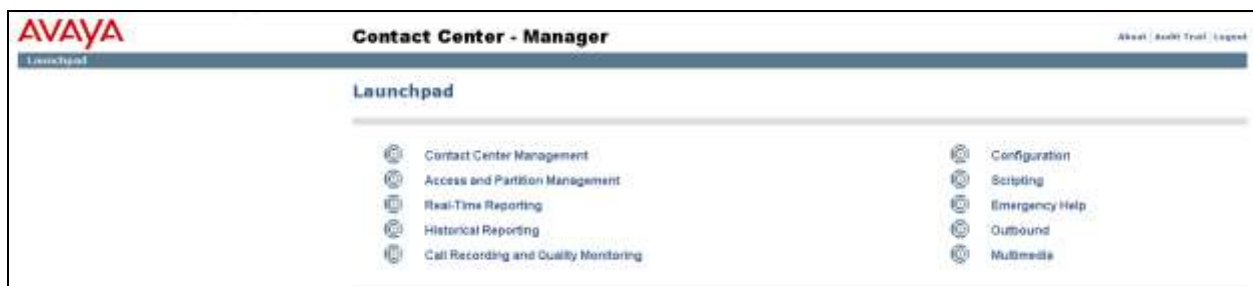 AVAYA
Contact Center - Manager
About | Audit Trail | Logout
Launchpad
Launchpad
Contact Center Management
Configuration
Access and Partition Management
Scripting
Real-Time Reporting
Emergency Help
Historical Reporting
Outbound
Call Recording and Quality Monitoring
Multimedia